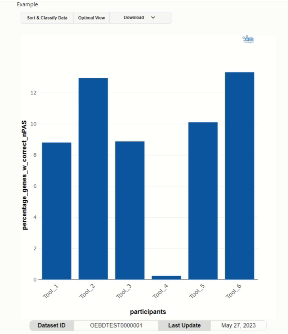 Example
Sort & Classify Data Optimal View Download
percentage_genes_w_correct_nPAS
12
10
8
6
4
2
0
Tool_1 Tool_2 Tool_3 Tool_4 Tool_5 Tool_6
participants
Dataset ID OEBDTEST0000001 Last Update May 27, 2023